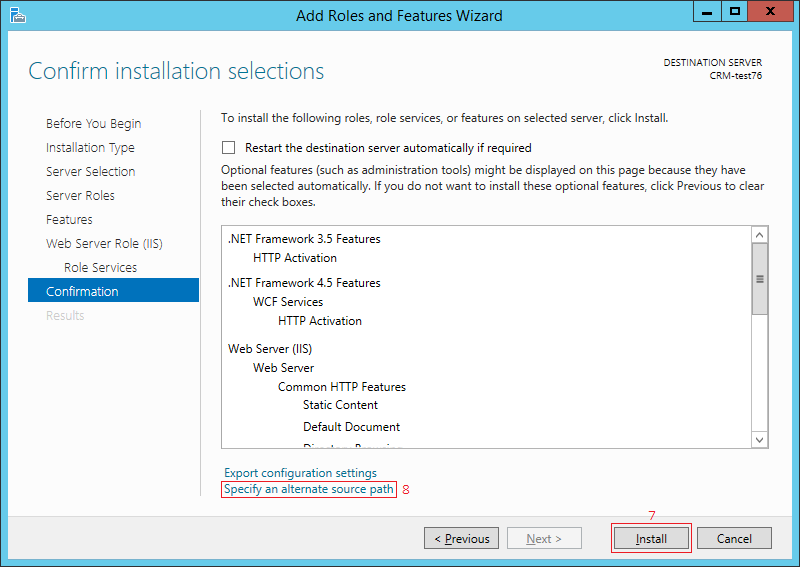 Add Roles and Features Wizard
Confirm installation selections
DESTINATION SERVER
CRM-test76
Before You Begin
Installation Type
Server Selection
Server Roles
Features
Web Server Role (IIS)
Role Services
Confirmation
Results
To install the following roles, role services, or features on selected server, click Install.
Restart the destination server automatically if required
Optional features (such as administration tools) might be displayed on this page because they have
been selected automatically. If you do not want to install these optional features, click Previous to clear
their check boxes.
.NET Framework 3.5 Features
HTTP Activation
.NET Framework 4.5 Features
WCF Services
HTTP Activation
Web Server (IIS)
Web Server
Common HTTP Features
Static Content
Default Document
Directory Browsing
Export configuration settings
Specify an alternate source path 8
7
< Previous Next > Install Cancel